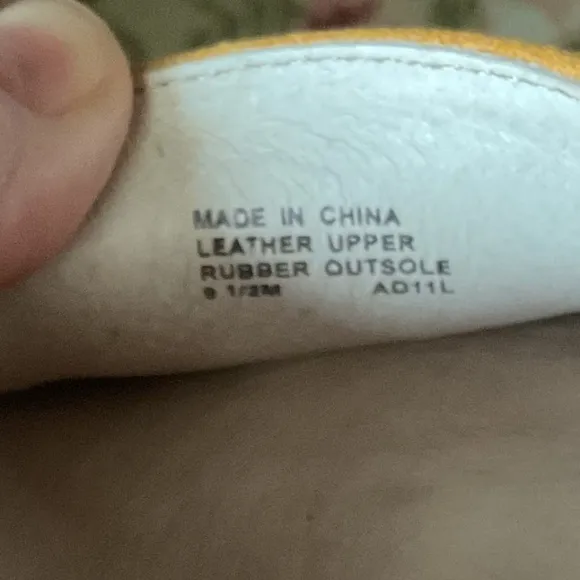 MADE IN CHINA
LEATHER UPPER
RUBBER OUTSOLE
9 1/2M AD11L